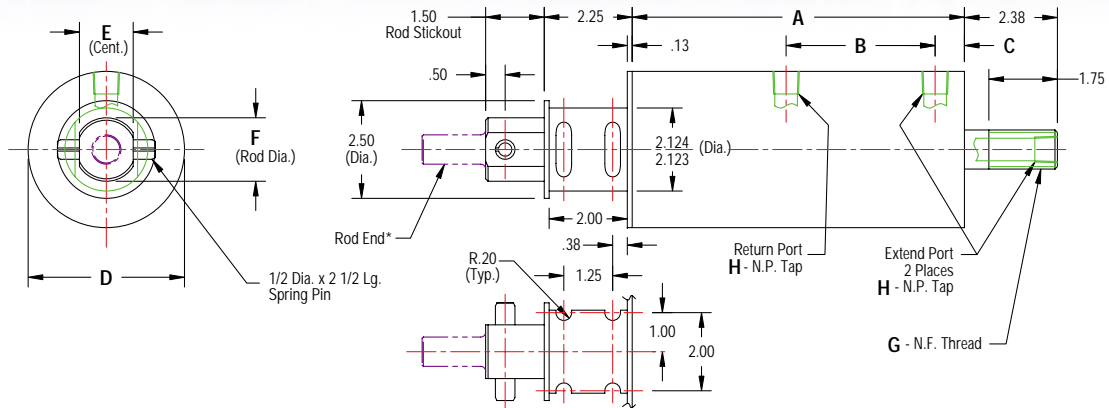 E
(Cent.)
1.50
Rod Stickout
2.25
A
2.38
.13
B
C
.50
1.75
F
(Rod Dia.)
2.50
(Dia.)
2.124
2.123
(Dia.)
2.00
Rod End*
.38
Return Port
H - N.P. Tap
Extend Port
2 Places
H - N.P. Tap
D
R.20
(Typ.)
1.25
1/2 Dia. x 2 1/2 Lg.
Spring Pin
1.00
2.00
G - N.F. Thread